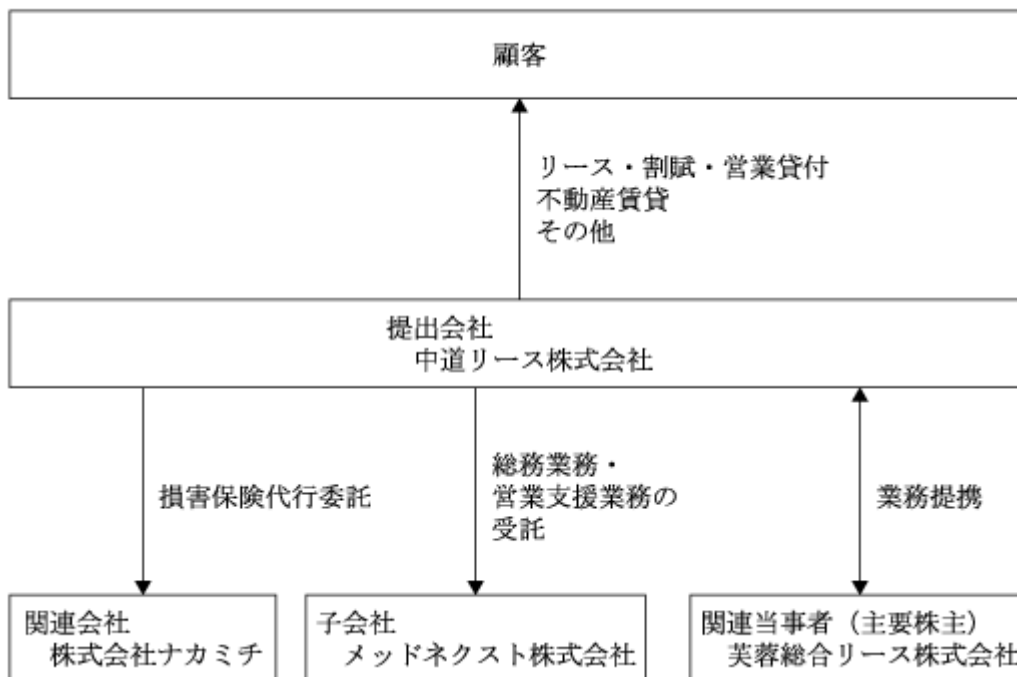 顧客
リース・割賦・営業貸付
不動産賃貸
その他
提出会社
中道リース株式会社
損害保険代行委託
総務業務・
営業支援業務の
受託
業務提携
関連会社
株式会社ナカミチ
子会社
メッドネクスト株式会社
関連当事者（主要株主）
芙蓉総合リース株式会社